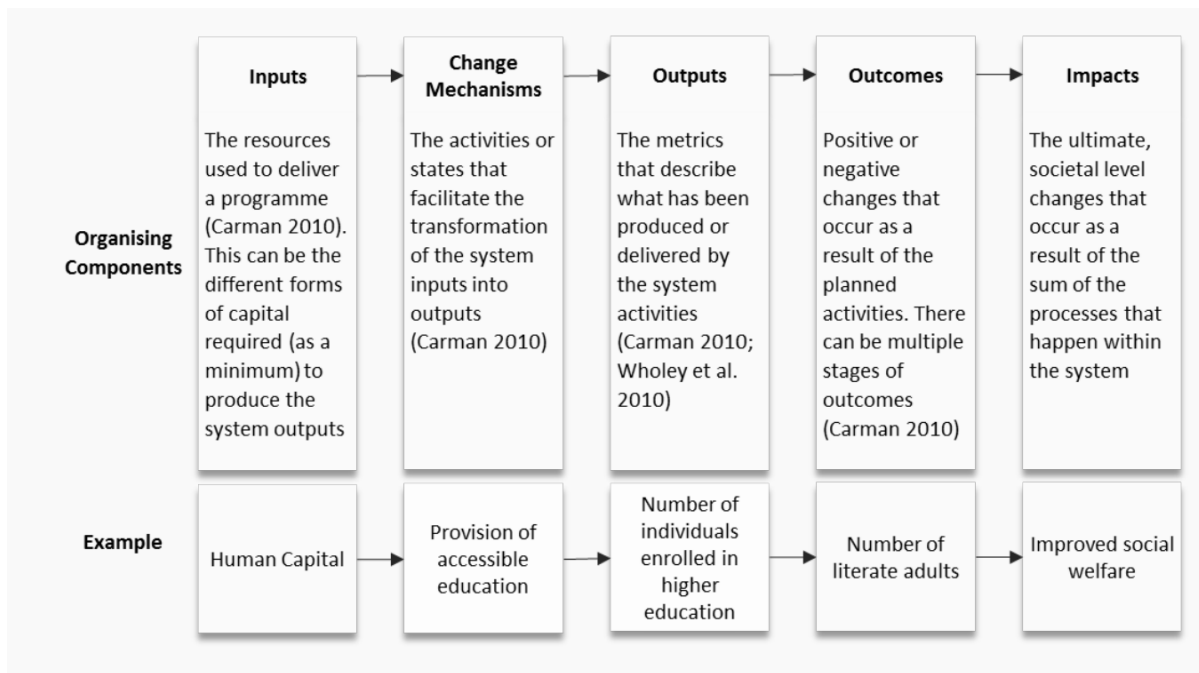 Inputs
Change
Mechanisms
Outputs
Outcomes
Impacts
Organising
Components
The resources
used to deliver
a programme
(Carman 2010).
This can be the
different forms
of capital
required (as a
minimum) to
produce the
system outputs
The activities or
states that
facilitate the
transformation
of the system
inputs into
outputs
(Carman 2010)
The metrics
that describe
what has been
produced or
delivered by
the system
activities
(Carman 2010;
Wholey et al.
2010)
Positive or
negative
changes that
occur as a
result of the
planned
activities. There
can be multiple
stages of
outcomes
(Carman 2010)
The ultimate,
societal level
changes that
occur as a
result of the
sum of the
processes that
happen within
the system
Example
Human Capital
Provision of
accessible
education
Number of
individuals
enrolled in
higher
education
Number of
literate adults
Improved social
welfare